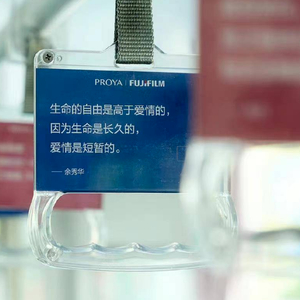 PROYA | FUJIFILM
生命的自由是高于爱情的，
因为生命是长久的，
爱情是短暂的。
——余秀华